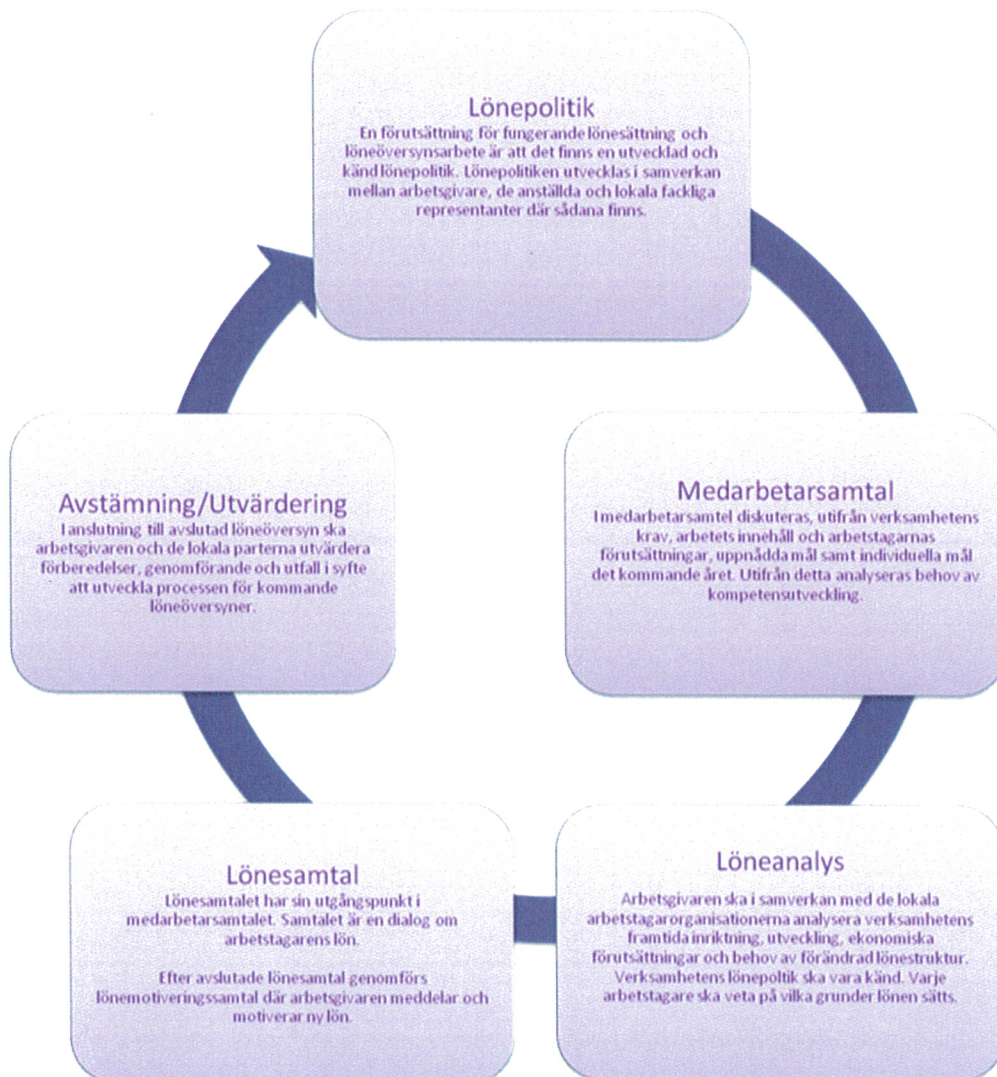 Lönepolitik
En förutsättning för fungerande lönesättning och
löneöversynsarbete är att det finns en utvecklad och
känd lönepolitik. Lönepolitiken utvecklas i samverkan
mellan arbetsgivare, de anställda och lokala fackliga
representanter där sådana finns.
Medarbetarsamtal
I medarbetarsamtel diskuteras, utifrån verksamhetens
krav, arbetets innehåll och arbetstagarnas
förutsättningar, uppnådda mål samt individuella mål
det kommande året. Utifrån detta analyseras behov av
kompetensutveckling.
Löneanalys
Arbetsgivaren ska i samverkan med de lokala
arbetstagarorganisationerna analysera verksamhetens
framtida inriktning, utveckling, ekonomiska
förutsättningar och behov av förändrad lönestruktur.
Verksamhetens lönepoltik ska vara känd. Varje
arbetstagare ska veta på vilka grunder lönen sätts.
Lönesamtal
Lönesamtalet har sin utgångspunkt i
medarbetarsamtalet. Samtalet är en dialog om
arbetstagarens lön.
Efter avslutade lönesamtal genomförs
lönemotiveringssamtal där arbetsgivaren meddelar och
motiverar ny lön.
Avstämning/Utvärdering
I anslutning till avslutad löneöversyn ska
arbetsgivaren och de lokala parterna utvärdera
förberedelser, genomförande och utfall i syfte
att utveckla processen för kommande
löneöversyner.